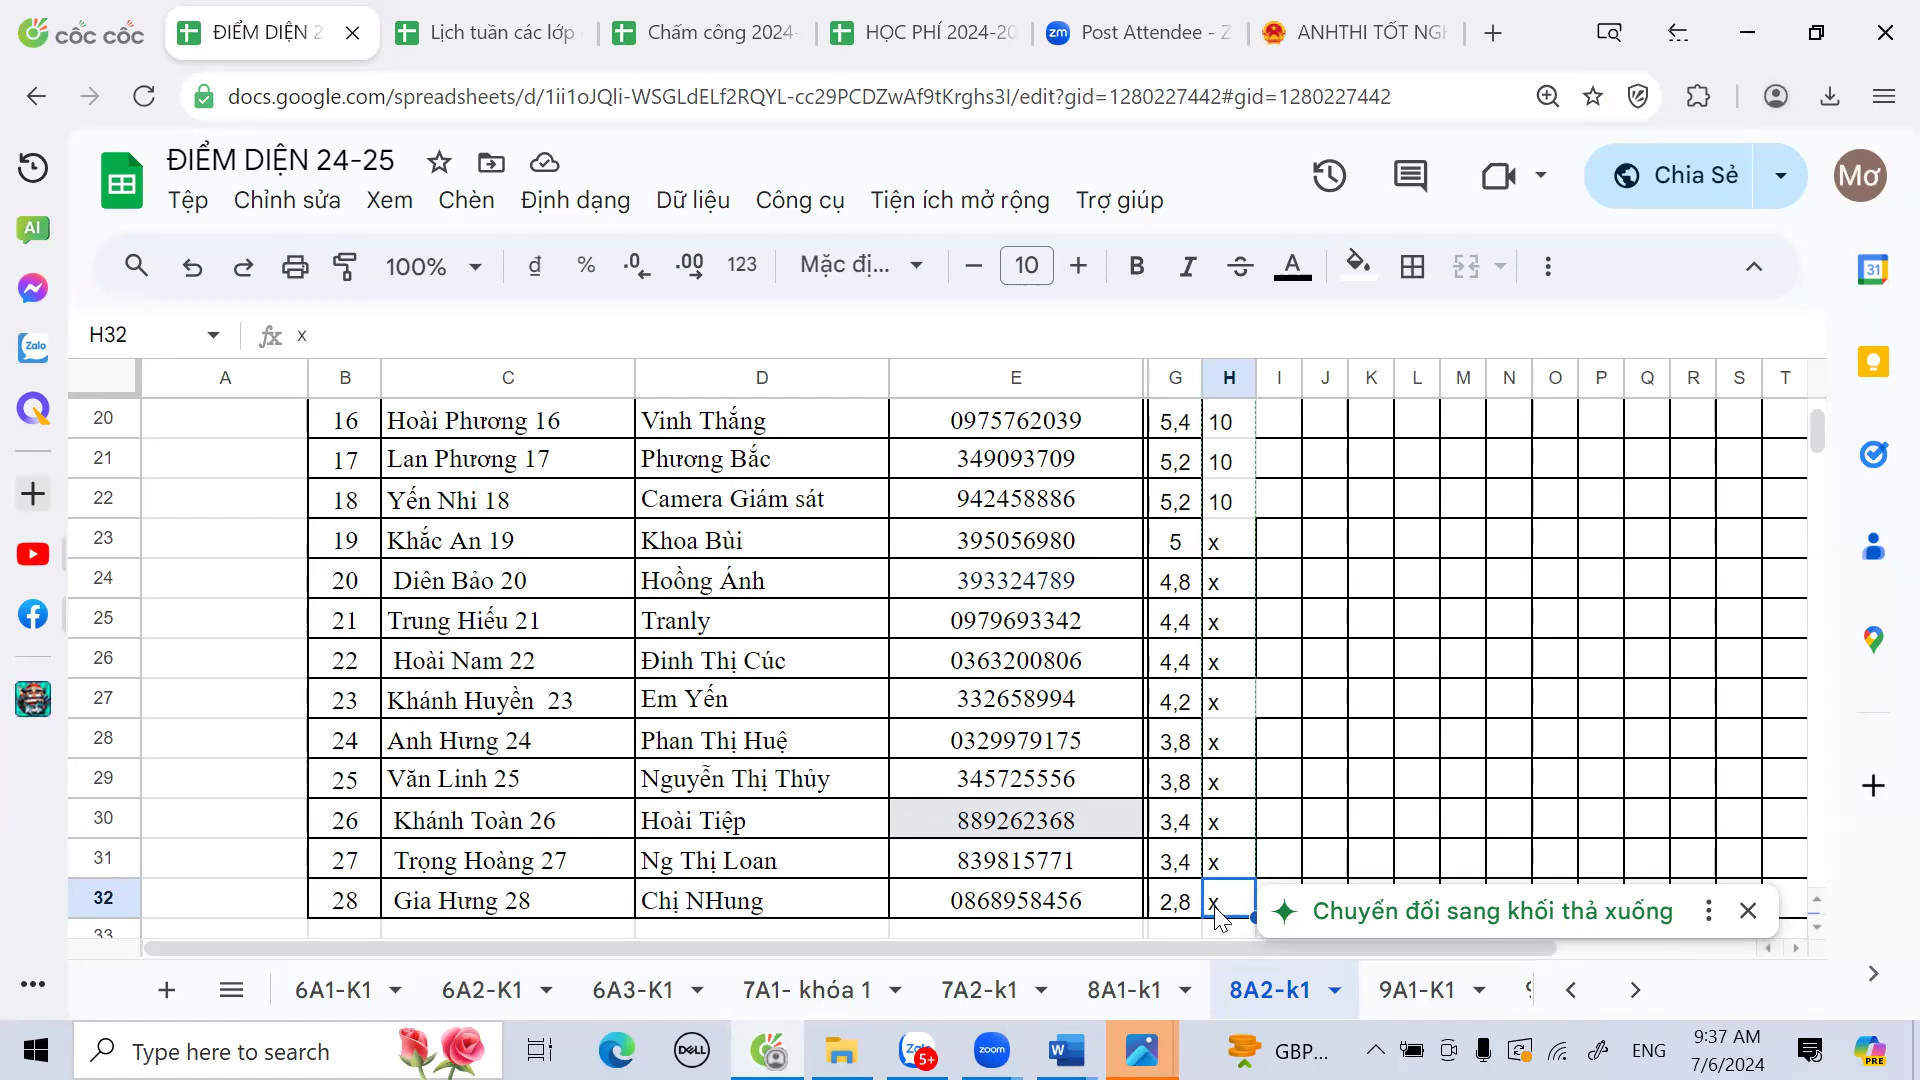 cốc cốc
ĐIỂM DIỆN 2
Lịch tuần các lớp
Chấm công 2024-
HỌC PHÍ 2024-20
zm Post Attendee - Z
ANHTHI TỐT NGH
docs.google.com/spreadsheets/d/1ii1oJQli-WSGLdELf2RQYL-cc29PCDZwAf9tKrghs3I/edit?gid=1280227442#gid=1280227442
ĐIỂM DIỆN 24-25
Tệp Chỉnh sửa Xem Chèn Định dạng Dữ liệu Công cụ Tiện ích mở rộng Trợ giúp
Chia Sẻ
Mơ
AI
Zalo
100% đ % .0 .00 123 Mặc đị... 10 B I A
31
H32 fx x
A B C D E G H I J K L M N O P Q R S T
20 16 Hoài Phương 16 Vinh Thắng 0975762039 5,4 10
21 17 Lan Phương 17 Phương Bắc 349093709 5,2 10
22 18 Yến Nhi 18 Camera Giám sát 942458886 5,2 10
23 19 Khắc An 19 Khoa Bùi 395056980 5 x
24 20 Diên Bảo 20 Hoồng Ánh 393324789 4,8 x
25 21 Trung Hiếu 21 Tranly 0979693342 4,4 x
26 22 Hoài Nam 22 Đinh Thị Cúc 0363200806 4,4 x
27 23 Khánh Huyền 23 Em Yến 332658994 4,2 x
28 24 Anh Hưng 24 Phan Thị Huệ 0329979175 3,8 x
29 25 Văn Linh 25 Nguyễn Thị Thủy 345725556 3,8 x
30 26 Khánh Toàn 26 Hoài Tiệp 889262368 3,4 x
31 27 Trọng Hoàng 27 Ng Thị Loan 839815771 3,4 x
32 28 Gia Hưng 28 Chị NHung 0868958456 2,8 x
Chuyển đổi sang khối thả xuống
33
6A1-K1 6A2-K1 6A3-K1 7A1- khóa 1 7A2-k1 8A1-k1 8A2-k1 9A1-K1
Type here to search
DELL
Zalo 5+
zoom
W
GBP...
ENG
9:37 AM
7/6/2024
PRE